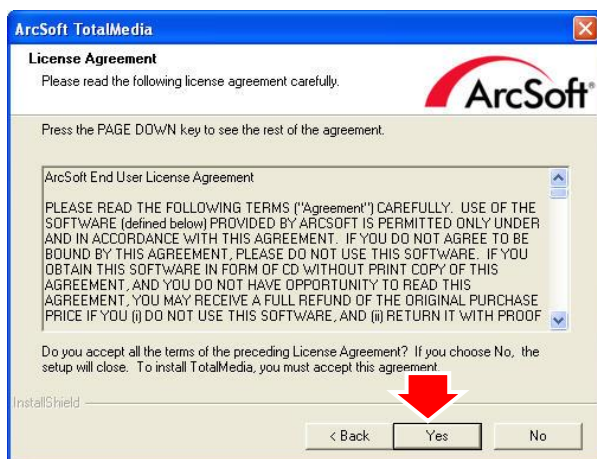 ArcSoft TotalMedia
License Agreement
Please read the following license agreement carefully.
ArcSoft®
Press the PAGE DOWN key to see the rest of the agreement.
ArcSoft End User License Agreement
PLEASE READ THE FOLLOWING TERMS ("Agreement") CAREFULLY. USE OF THE
SOFTWARE (defined below) PROVIDED BY ARCSOFT IS PERMITTED ONLY UNDER
AND IN ACCORDANCE WITH THIS AGREEMENT. IF YOU DO NOT AGREE TO BE
BOUND BY THIS AGREEMENT, PLEASE DO NOT USE THIS SOFTWARE. IF YOU
OBTAIN THIS SOFTWARE IN FORM OF CD WITHOUT PRINT COPY OF THIS
AGREEMENT, AND YOU DO NOT HAVE OPPORTUNITY TO READ THIS
AGREEMENT, YOU MAY RECEIVE A FULL REFUND OF THE ORIGINAL PURCHASE
PRICE IF YOU (i) DO NOT USE THIS SOFTWARE, AND (ii) RETURN IT WITH PROOF
Do you accept all the terms of the preceding License Agreement? If you choose No, the
setup will close. To install TotalMedia, you must accept this agreement.
InstallShield
< Back Yes No